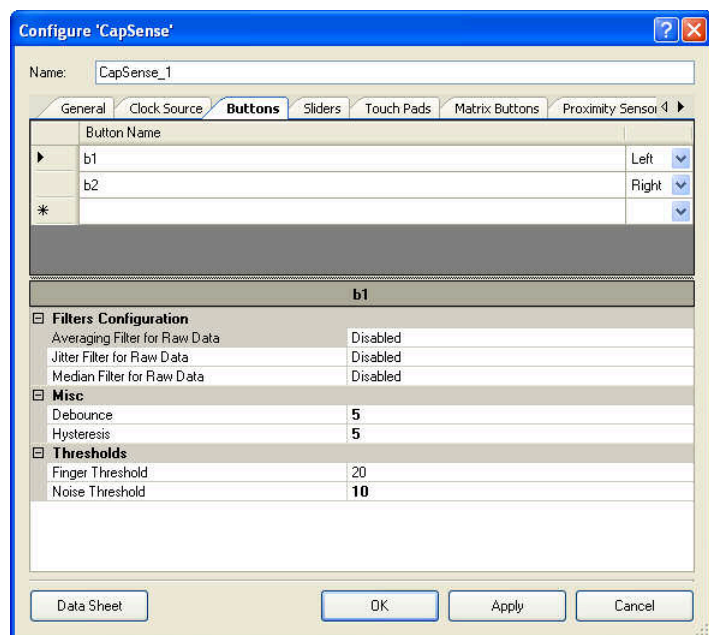 Configure 'CapSense'
Name: CapSense_1
General Clock Source Buttons Sliders Touch Pads Matrix Buttons Proximity Sensor
Button Name
b1 Left
b2 Right
*
b1
Filters Configuration
Averaging Filter for Raw Data Disabled
Jitter Filter for Raw Data Disabled
Median Filter for Raw Data Disabled
Misc
Debounce 5
Hysteresis 5
Thresholds
Finger Threshold 20
Noise Threshold 10
Data Sheet OK Apply Cancel